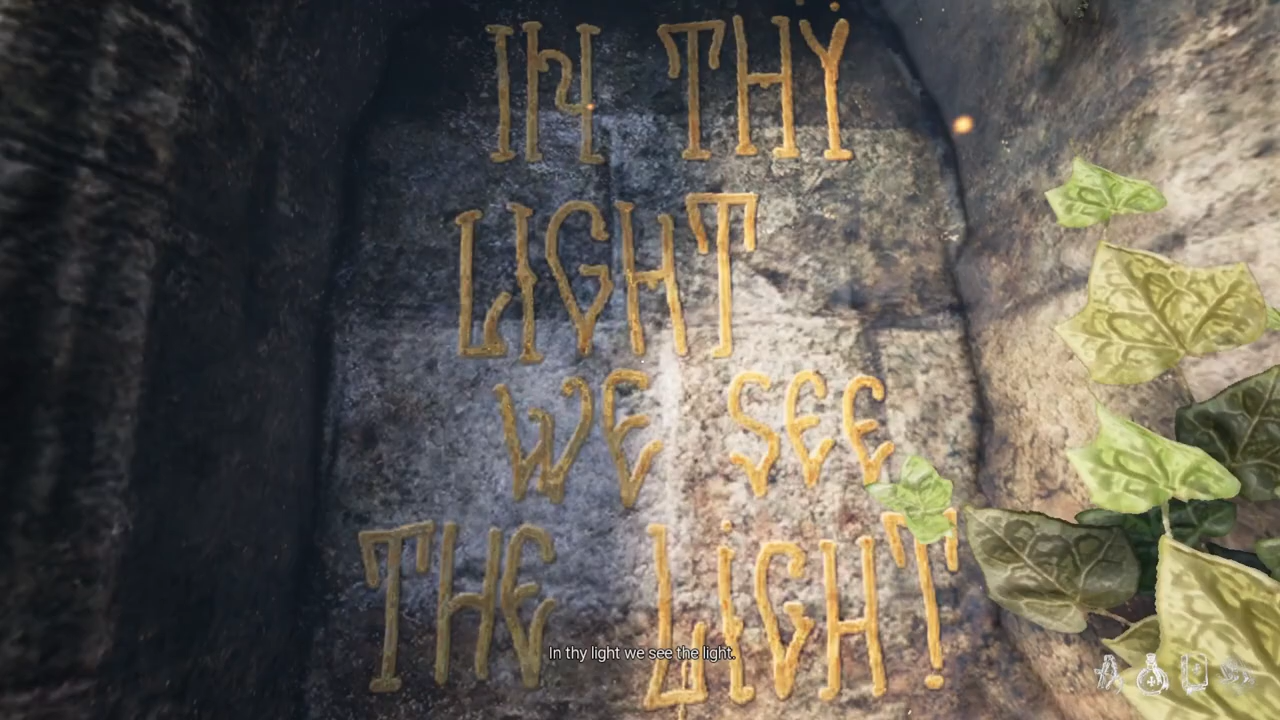 IN THY
LIGHT
WE SEE
THE LIGHT
In thy light we see the light.